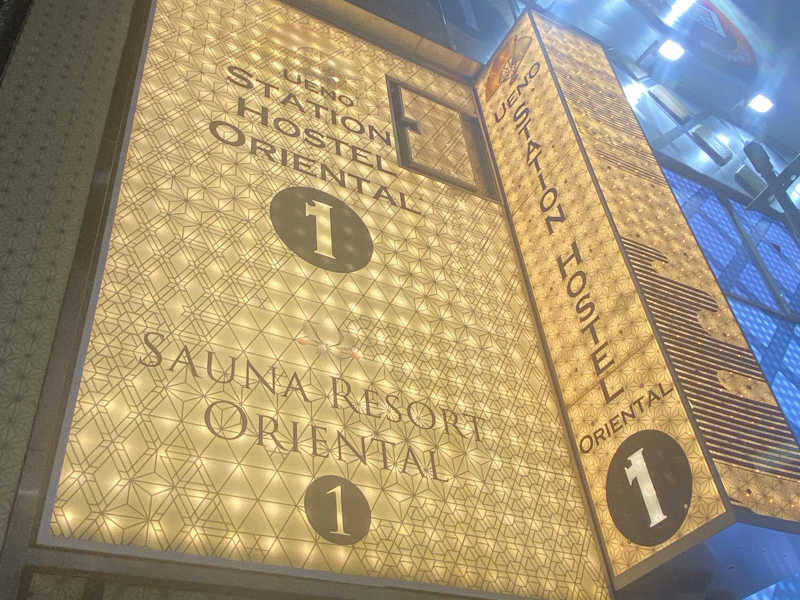 UENO
STATION
HOSTEL
ORIENTAL
1
SAUNA RESORT
ORIENTAL
1
UENO STATION HOSTEL
ORIENTAL
1